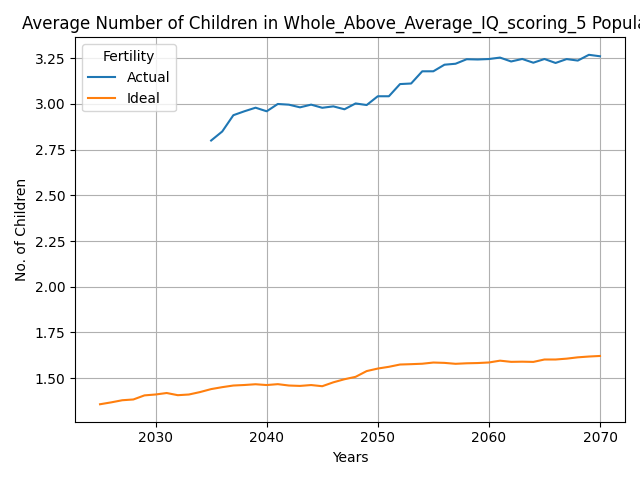 Average Number of Children in Whole_Above_Average_IQ_scoring_5 Popula
Fertility
Actual
Ideal
3.25
3.00
2.75
2.50
2.25
2.00
1.75
1.50
No. of Children
2030 2040 2050 2060 2070
Years